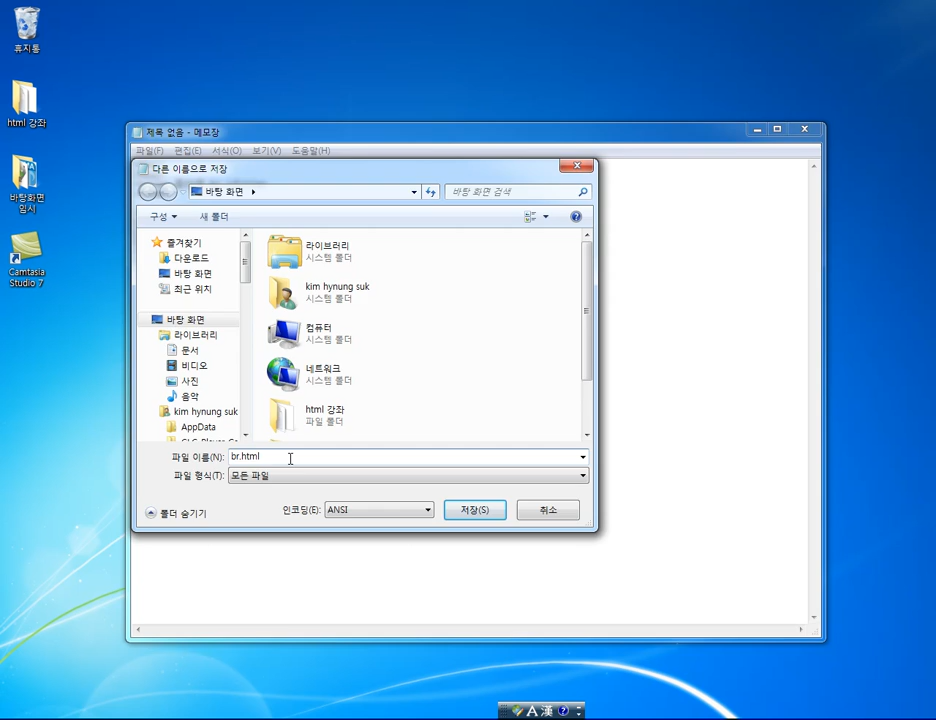 휴지통
html 강좌
바탕화면
임시
Camtasia
Studio 7
제목 없음 - 메모장
파일(F) 편집(E) 서식(O) 보기(V) 도움말(H)
다른 이름으로 저장
바탕 화면
바탕 화면 검색
구성 새 폴더
즐겨찾기
다운로드
바탕 화면
최근 위치
바탕 화면
라이브러리
문서
비디오
사진
음악
kim hynung suk
AppData
라이브러리
시스템 폴더
kim hynung suk
시스템 폴더
컴퓨터
시스템 폴더
네트워크
시스템 폴더
html 강좌
파일 폴더
파일 이름(N): br.html
파일 형식(T): 모든 파일
폴더 숨기기
인코딩(E): ANSI
저장(S)
취소
A 漢